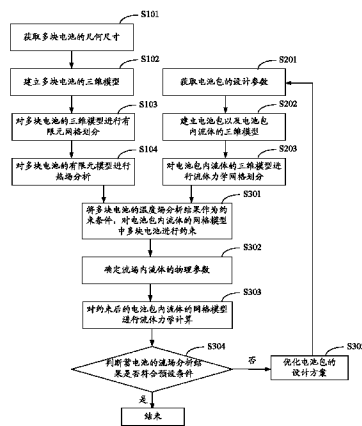 S101
获取多块电池的几何尺寸
S102
建立多块电池的三维模型
S103
对多块电池的三维模型进行有
限元网格划分
S104
对多块电池的有限元模型进行
热场分析
S201
获取电池包的设计参数
S202
建立电池包以及电池包
内流体的三维模型
S203
对电池包内流体的三维模型进
行流体力学网格划分
S301
将多块电池的温度场分析结果作为约
束条件，对电池包内流体的网格模型
中多块电池进行约束
S302
确定流场内流体的物理参数
S303
对约束后的电池包内流体的网格模型
进行流体力学计算
S304
判断蓄电池的流场分析结
果是否符合预设条件
否
S305
优化电池包的
设计方案
是
结束